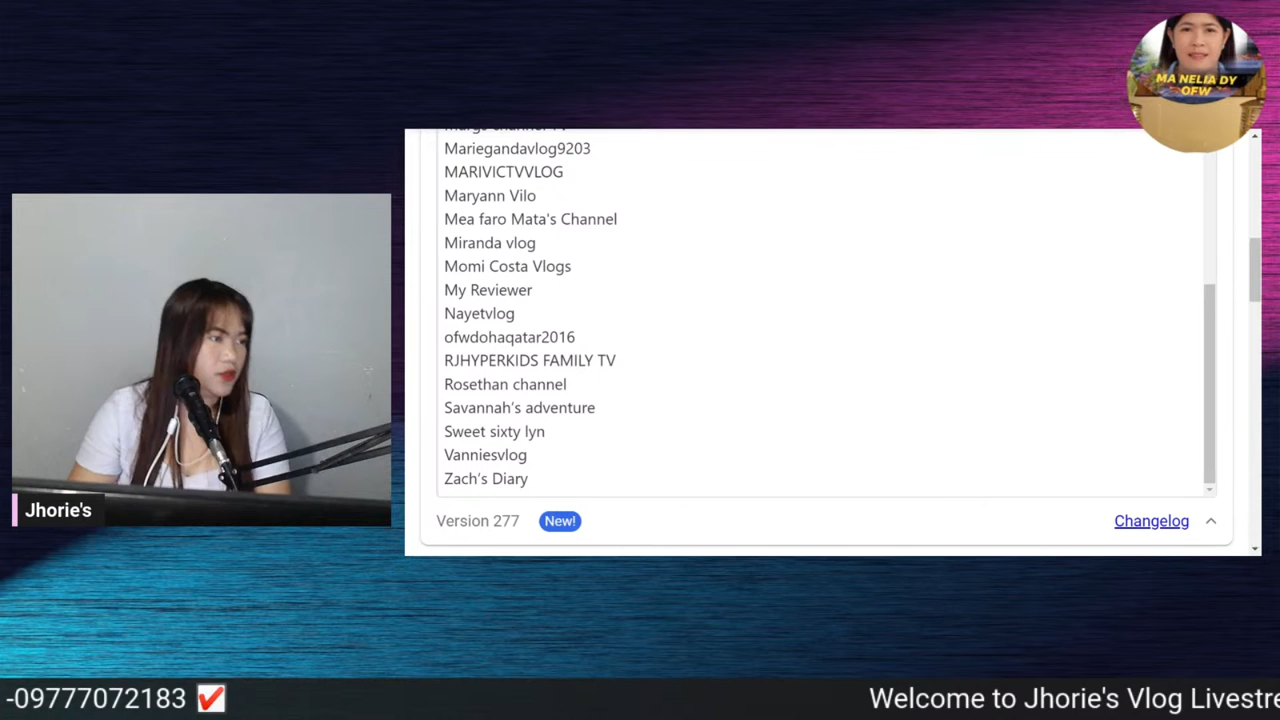 MA NELIA DY
OFW
Mariegandavlog9203
MARIVICTVVLOG
Maryann Vilo
Mea faro Mata's Channel
Miranda vlog
Momi Costa Vlogs
My Reviewer
Nayetvlog
ofwdohaqatar2016
RJHYPERKIDS FAMILY TV
Rosethan channel
Savannah's adventure
Sweet sixty lyn
Vanniesvlog
Zach's Diary
Version 277 New! Changelog
Jhorie's
-09777072183 ✅ Welcome to Jhorie's Vlog Livestre